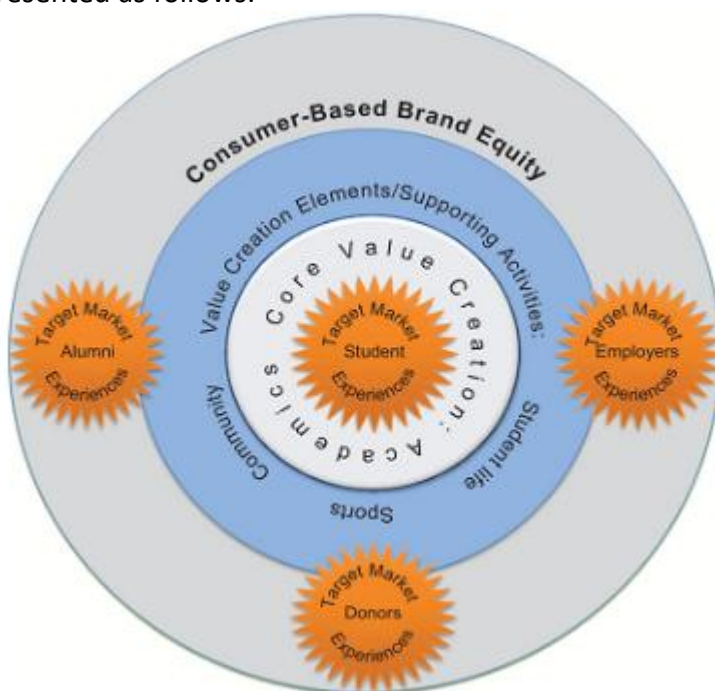 resented as follows:
Consumer-Based Brand Equity
Value Creation Elements/Supporting Activities:
Core Value Creation: Academics
Target Market
Student
Experiences
Target Market
Alumni
Experiences
Target Market
Employers
Experiences
Community
Sports
Student life
Target Market
Donors
Experiences